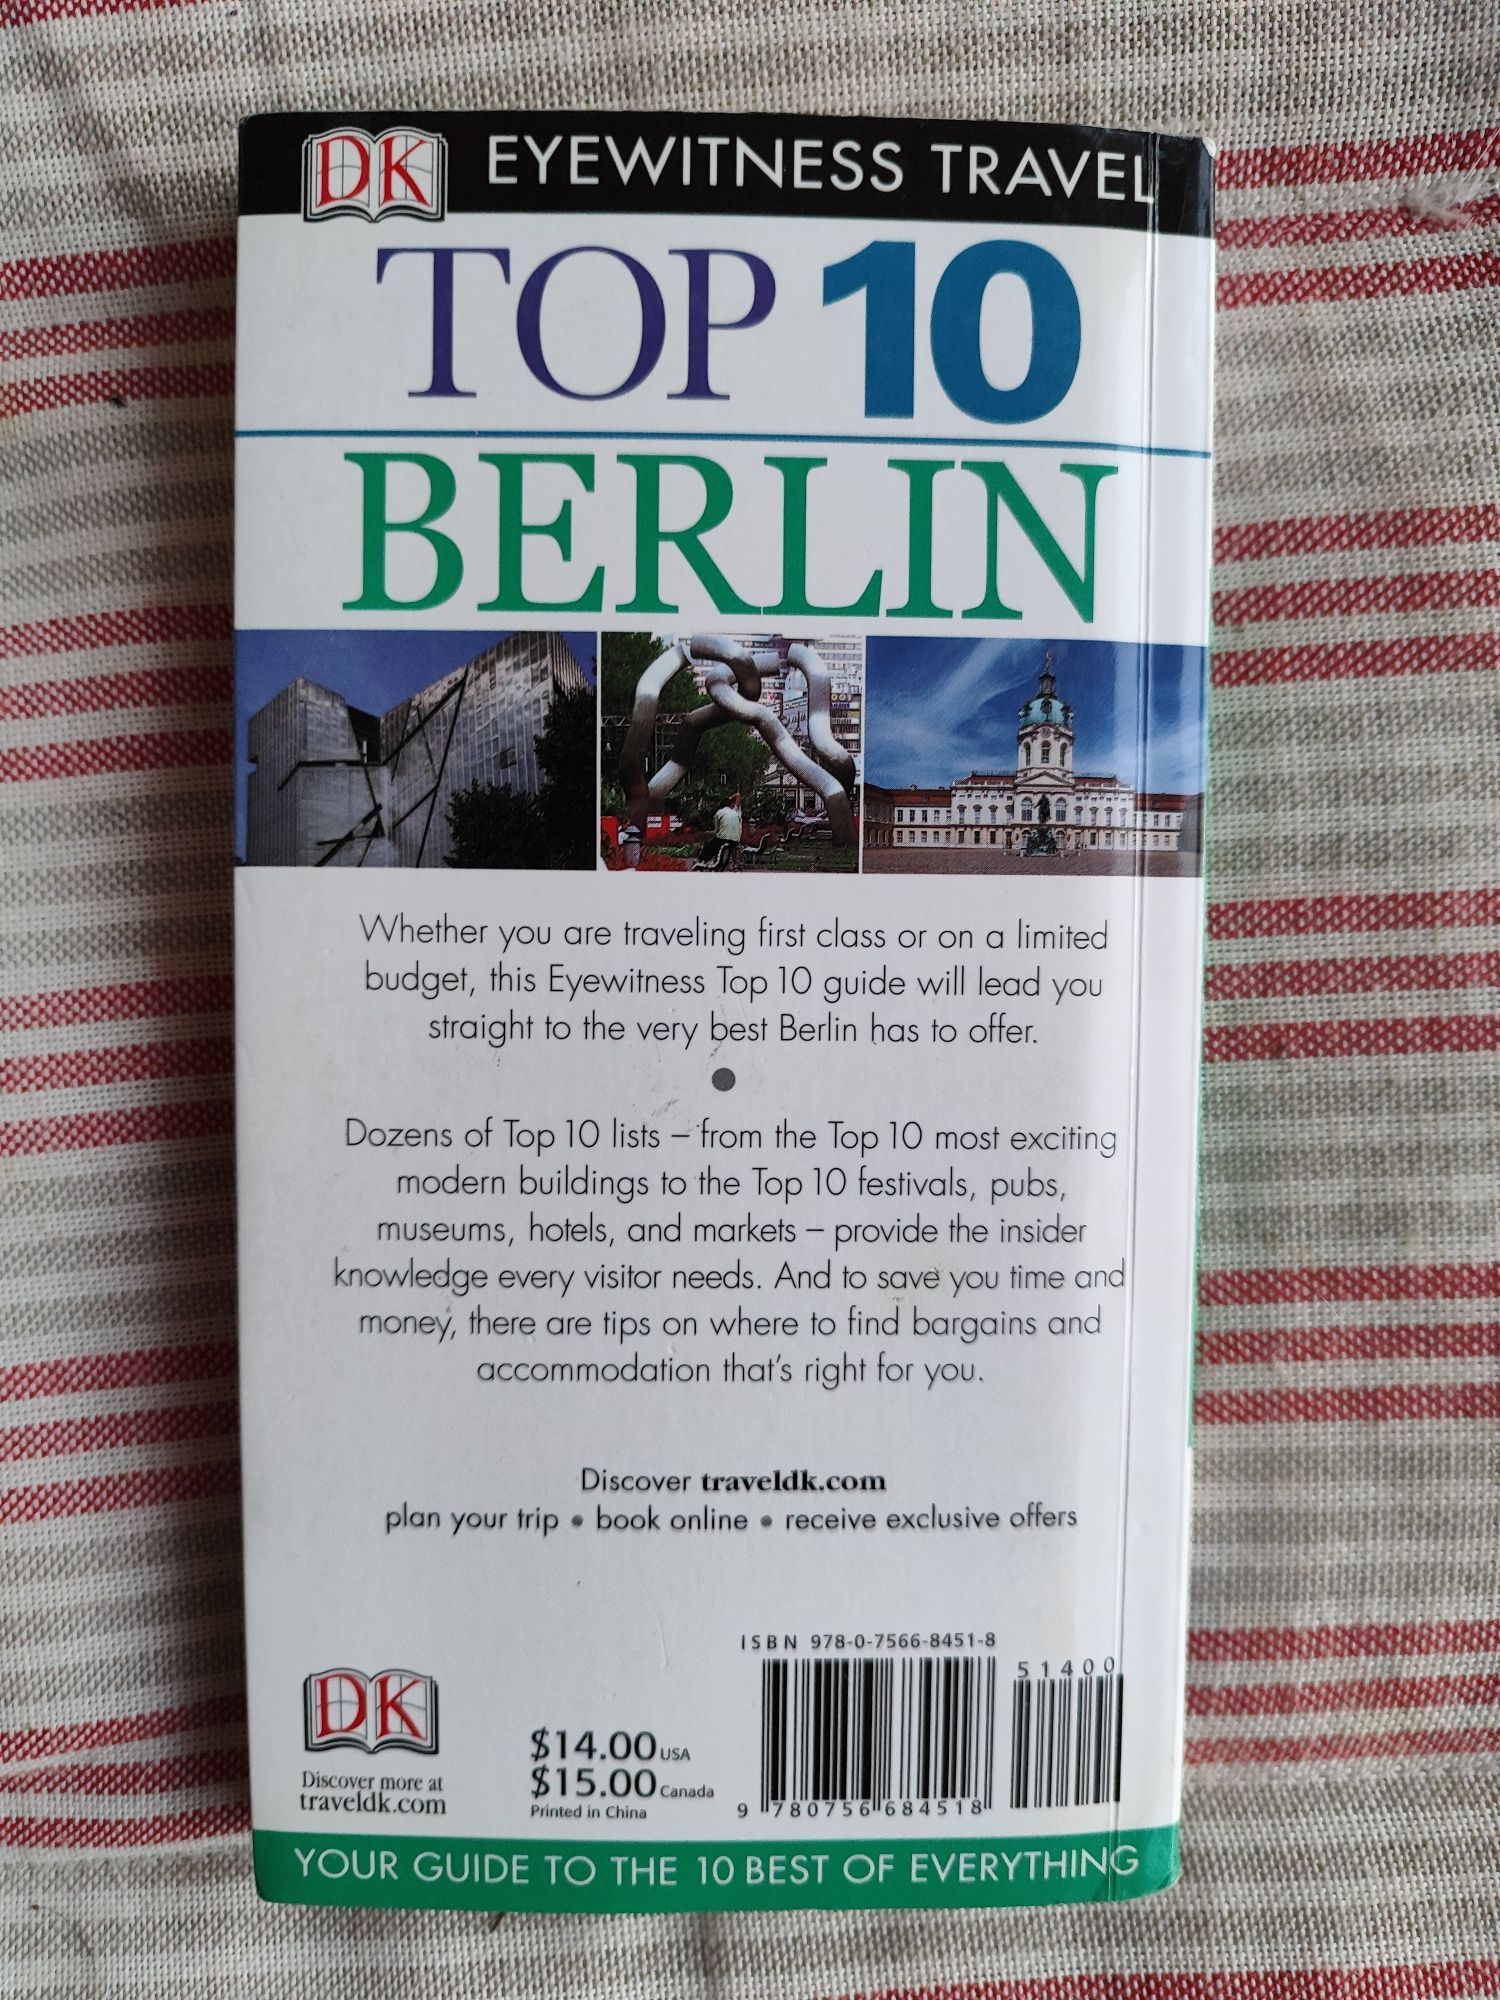 DK EYEWITNESS TRAVEL
TOP 10
BERLIN
Whether you are traveling first class or on a limited
budget, this Eyewitness Top 10 guide will lead you
straight to the very best Berlin has to offer.
Dozens of Top 10 lists – from the Top 10 most exciting
modern buildings to the Top 10 festivals, pubs,
museums, hotels, and markets – provide the insider
knowledge every visitor needs. And to save you time and
money, there are tips on where to find bargains and
accommodation that's right for you.
Discover traveldk.com
plan your trip • book online • receive exclusive offers
ISBN 978-0-7566-8451-8
51400
DK
Discover more at
traveldk.com
$14.00 USA
$15.00 Canada
Printed in China
9 780756 684518
YOUR GUIDE TO THE 10 BEST OF EVERYTHING